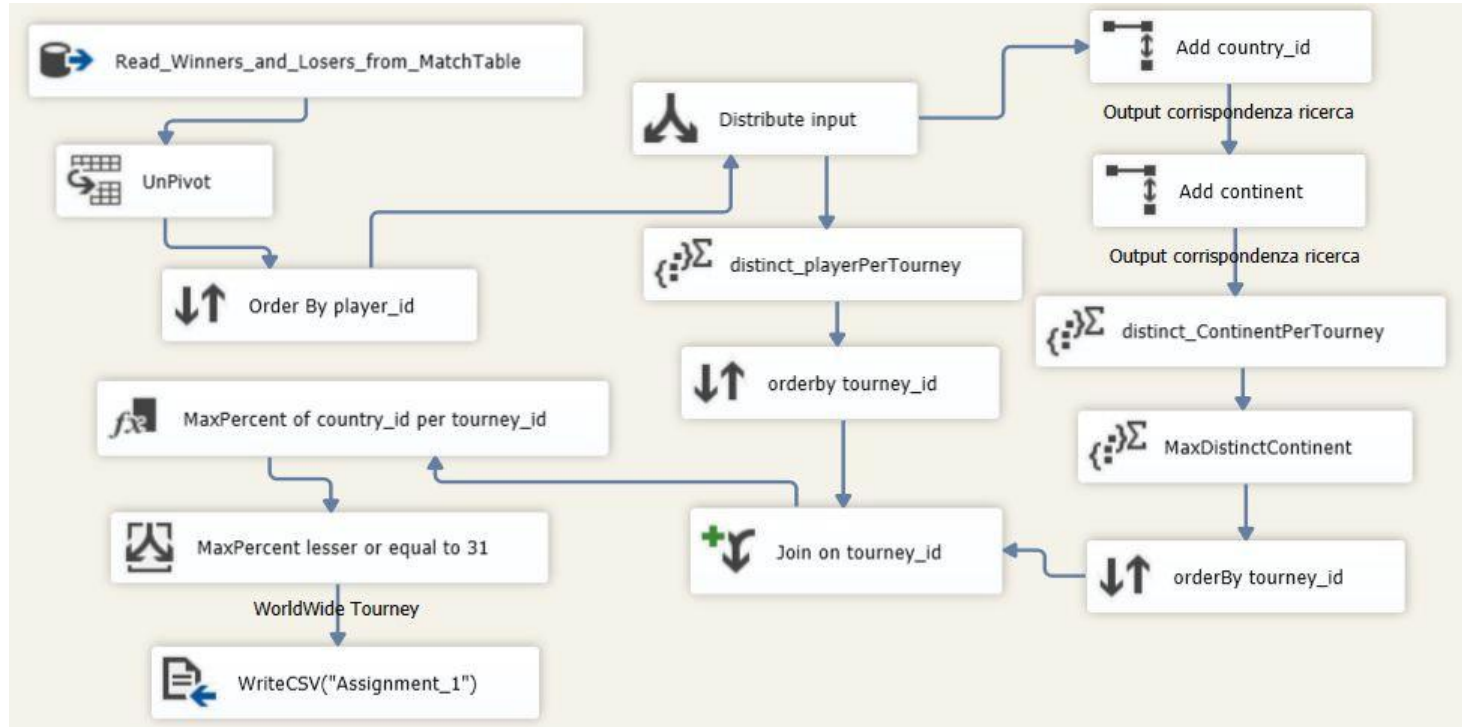 Read_Winners_and_Losers_from_MatchTable
UnPivot
Order By player_id
Distribute input
Add country_id
Output corrispondenza ricerca
Add continent
Output corrispondenza ricerca
distinct_ContinentPerTourney
MaxDistinctContinent
orderBy tourney_id
distinct_playerPerTourney
orderby tourney_id
Join on tourney_id
MaxPercent of country_id per tourney_id
MaxPercent lesser or equal to 31
WorldWide Tourney
WriteCSV("Assignment_1")